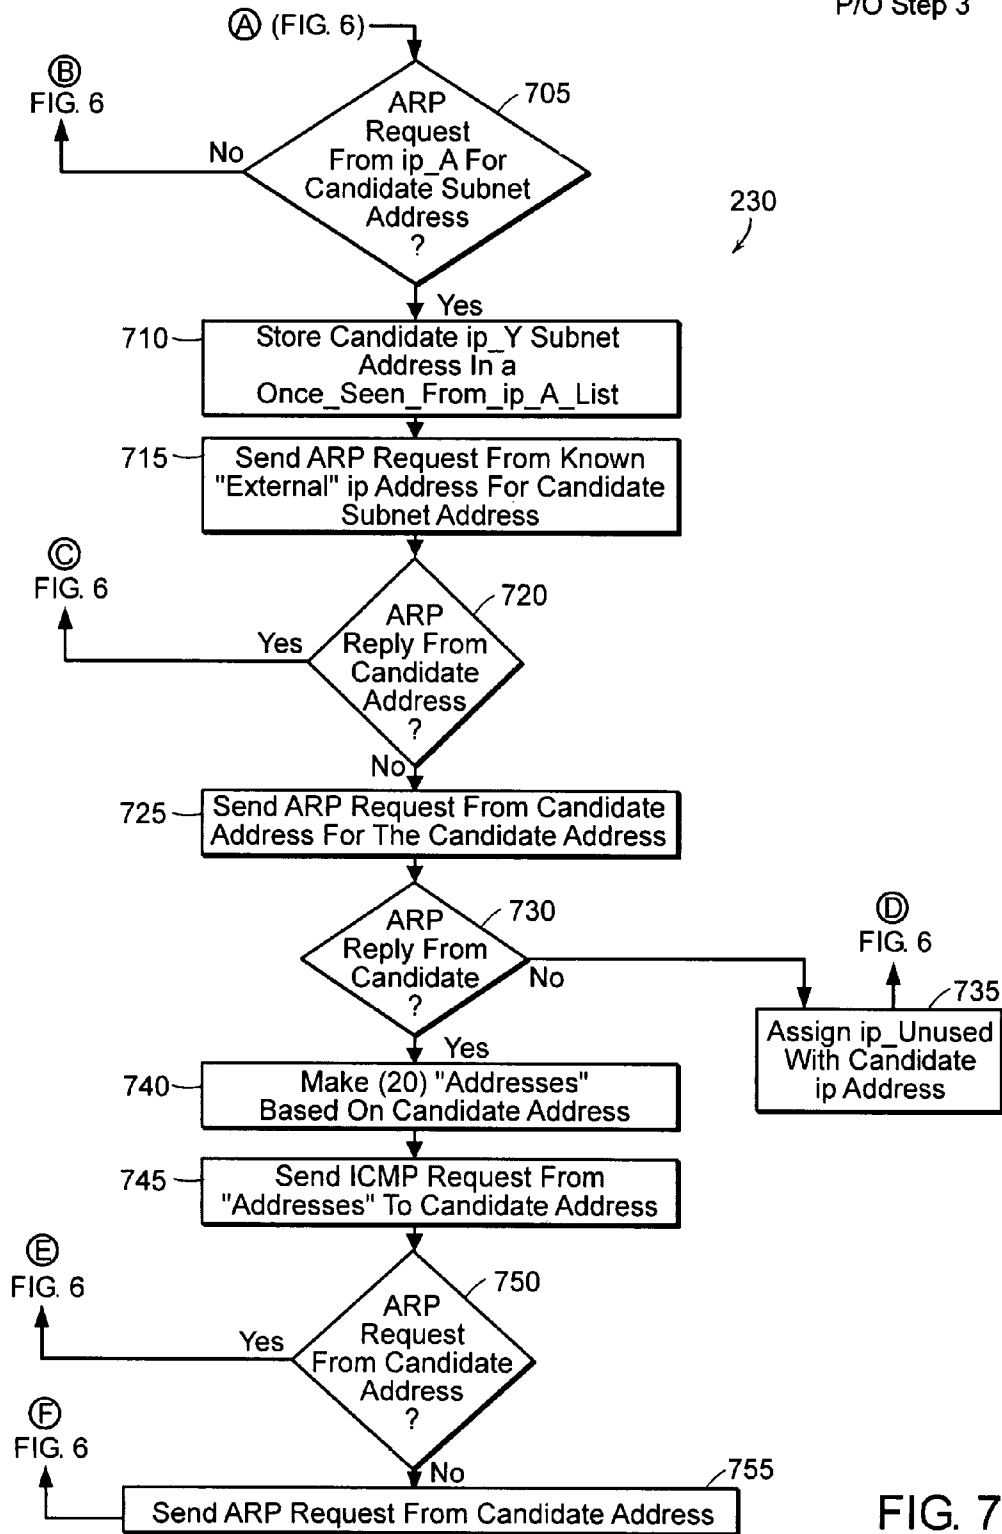 P/O Step 3
Ⓐ (FIG. 6)
Ⓑ
FIG. 6
705
ARP
Request
From ip_A For
Candidate Subnet
Address
?
No
230
Yes
710
Store Candidate ip_Y Subnet
Address In a
Once_Seen_From_ip_A_List
715
Send ARP Request From Known
"External" ip Address For Candidate
Subnet Address
Ⓒ
FIG. 6
720
ARP
Reply From
Candidate
Address
?
Yes
No
725
Send ARP Request From Candidate
Address For The Candidate Address
730
ARP
Reply From
Candidate
?
No
Ⓓ
FIG. 6
735
Assign ip_Unused
With Candidate
ip Address
Yes
740
Make (20) "Addresses"
Based On Candidate Address
745
Send ICMP Request From
"Addresses" To Candidate Address
Ⓔ
FIG. 6
750
ARP
Request
From Candidate
Address
?
Yes
Ⓕ
FIG. 6
No
755
Send ARP Request From Candidate Address
FIG. 7